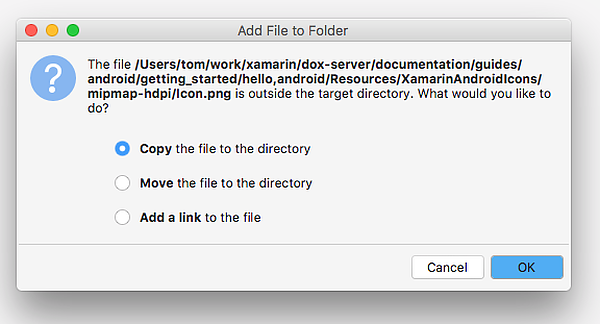 Add File to Folder
The file /Users/tom/work/xamarin/dox-server/documentation/guides/
android/getting_started/hello,android/Resources/XamarinAndroidIcons/
mipmap-hdpi/Icon.png is outside the target directory. What would you like to
do?
Copy the file to the directory
Move the file to the directory
Add a link to the file
Cancel
OK